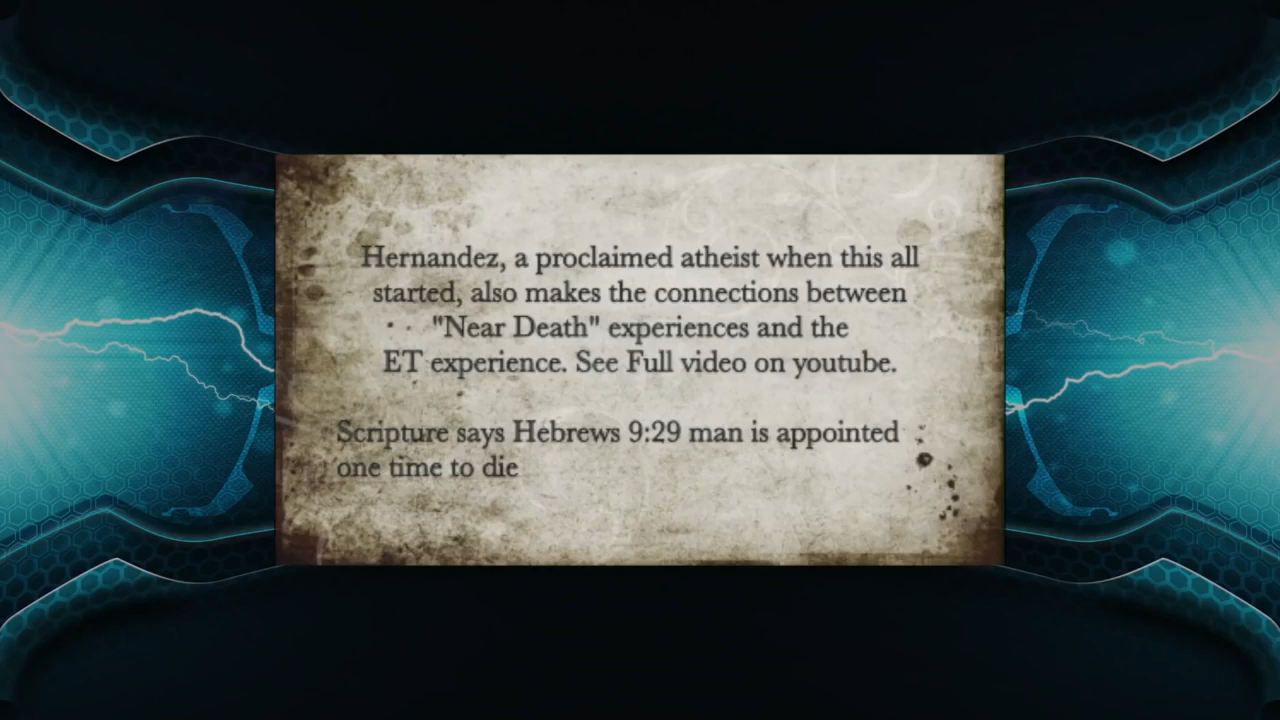 Hernandez, a proclaimed atheist when this all
started, also makes the connections between
"Near Death" experiences and the
ET experience. See Full video on youtube.
Scripture says Hebrews 9:29 man is appointed
one time to die